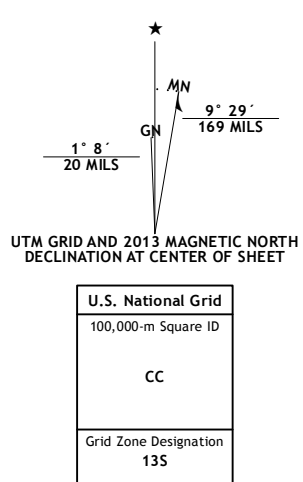 ★
MN
GN
9° 29´
169 MILS
1° 8´
20 MILS
UTM GRID AND 2013 MAGNETIC NORTH
DECLINATION AT CENTER OF SHEET
U.S. National Grid
100,000-m Square ID
CC
Grid Zone Designation
13S